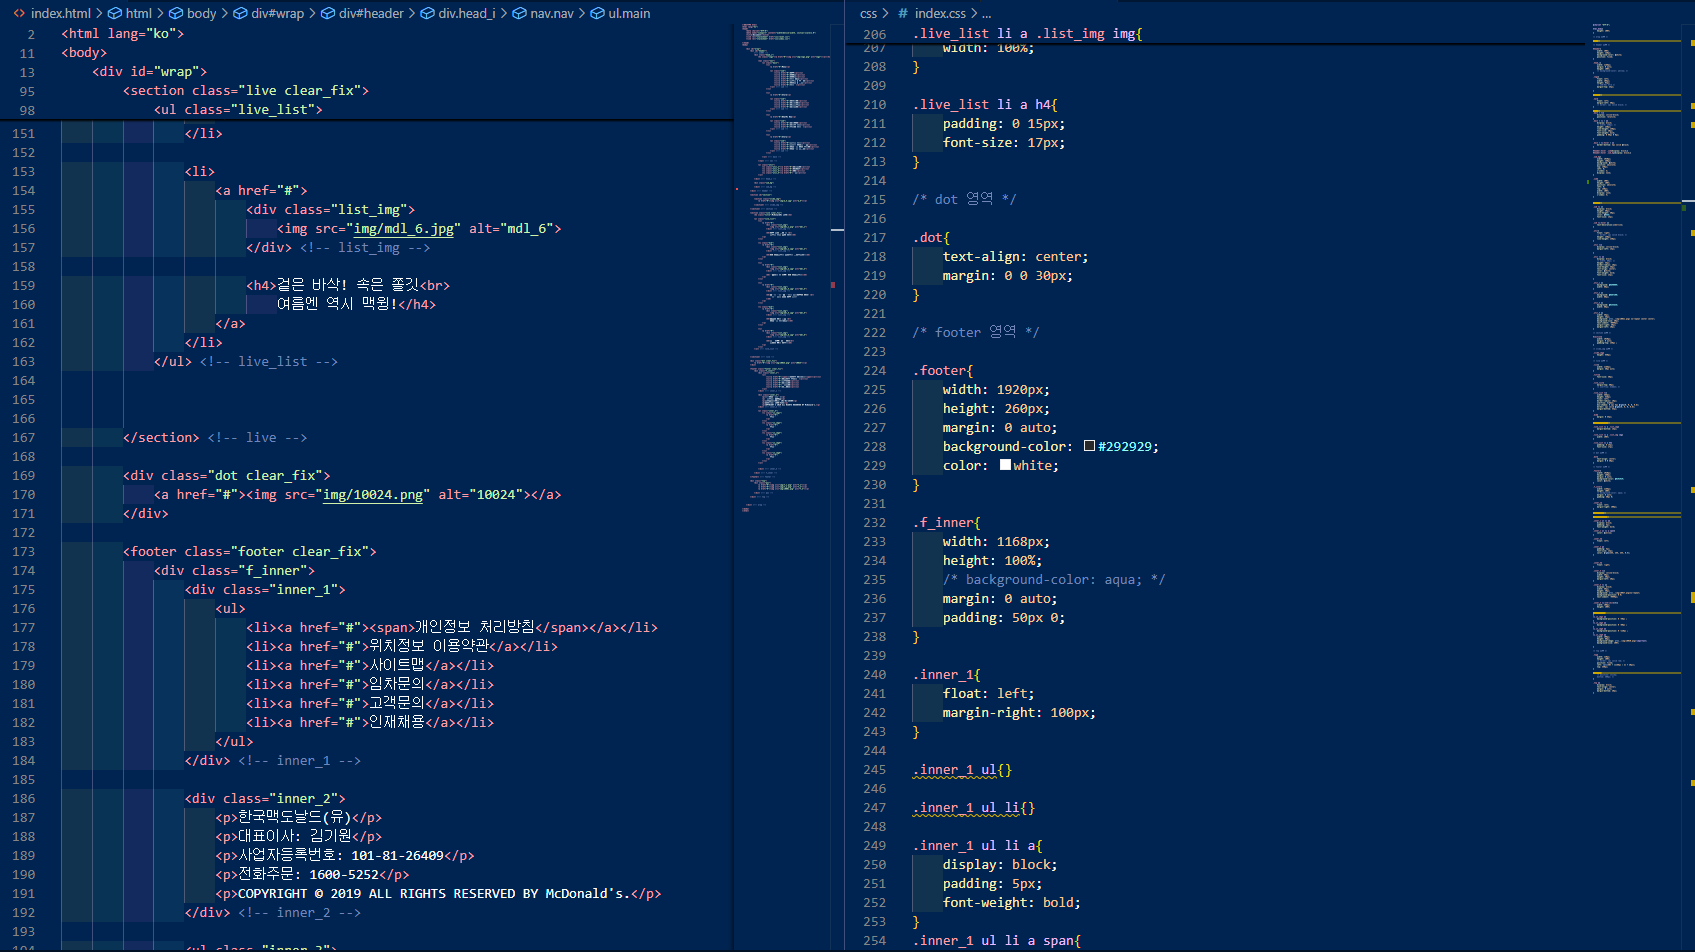 index.html > html > body > div#wrap > div#header > div.head_i > nav.nav > ul.main
2 <html lang="ko">
11 <body>
13 <div id="wrap">
95 <section class="live clear_fix">
98 <ul class="live_list">
151 </li>
152
153 <li>
154 <a href="#">
155 <div class="list_img">
156 <img src="img/mdl_6.jpg" alt="mdl_6">
157 </div> <!-- list_img -->
158
159 <h4>겉은 바삭! 속은 쫄깃<br>
160 여름엔 역시 맥윙!</h4>
161 </a>
162 </li>
163 </ul> <!-- live_list -->
164
165
166
167 </section> <!-- live -->
168
169 <div class="dot clear_fix">
170 <a href="#"><img src="img/10024.png" alt="10024"></a>
171 </div>
172
173 <footer class="footer clear_fix">
174 <div class="f_inner">
175 <div class="inner_1">
176 <ul>
177 <li><a href="#"><span>개인정보 처리방침</span></a></li>
178 <li><a href="#">위치정보 이용약관</a></li>
179 <li><a href="#">사이트맵</a></li>
180 <li><a href="#">임차문의</a></li>
181 <li><a href="#">고객문의</a></li>
182 <li><a href="#">인재채용</a></li>
183 </ul>
184 </div> <!-- inner_1 -->
185
186 <div class="inner_2">
187 <p>한국맥도날드(유)</p>
188 <p>대표이사: 김기원</p>
189 <p>사업자등록번호: 101-81-26409</p>
190 <p>전화주문: 1600-5252</p>
191 <p>COPYRIGHT © 2019 ALL RIGHTS RESERVED BY McDonald's.</p>
192 </div> <!-- inner_2 -->
193
194 <ul class="inner_3">
css > # index.css > ...
206 .live_list li a .list_img img{
207 width: 100%;
208 }
209
210 .live_list li a h4{
211 padding: 0 15px;
212 font-size: 17px;
213 }
214
215 /* dot 영역 */
216
217 .dot{
218 text-align: center;
219 margin: 0 0 30px;
220 }
221
222 /* footer 영역 */
223
224 .footer{
225 width: 1920px;
226 height: 260px;
227 margin: 0 auto;
228 background-color: #292929;
229 color: white;
230 }
231
232 .f_inner{
233 width: 1168px;
234 height: 100%;
235 /* background-color: aqua; */
236 margin: 0 auto;
237 padding: 50px 0;
238 }
239
240 .inner_1{
241 float: left;
242 margin-right: 100px;
243 }
244
245 .inner_1 ul{}
246
247 .inner_1 ul li{}
248
249 .inner_1 ul li a{
250 display: block;
251 padding: 5px;
252 font-weight: bold;
253 }
254 .inner_1 ul li a span{